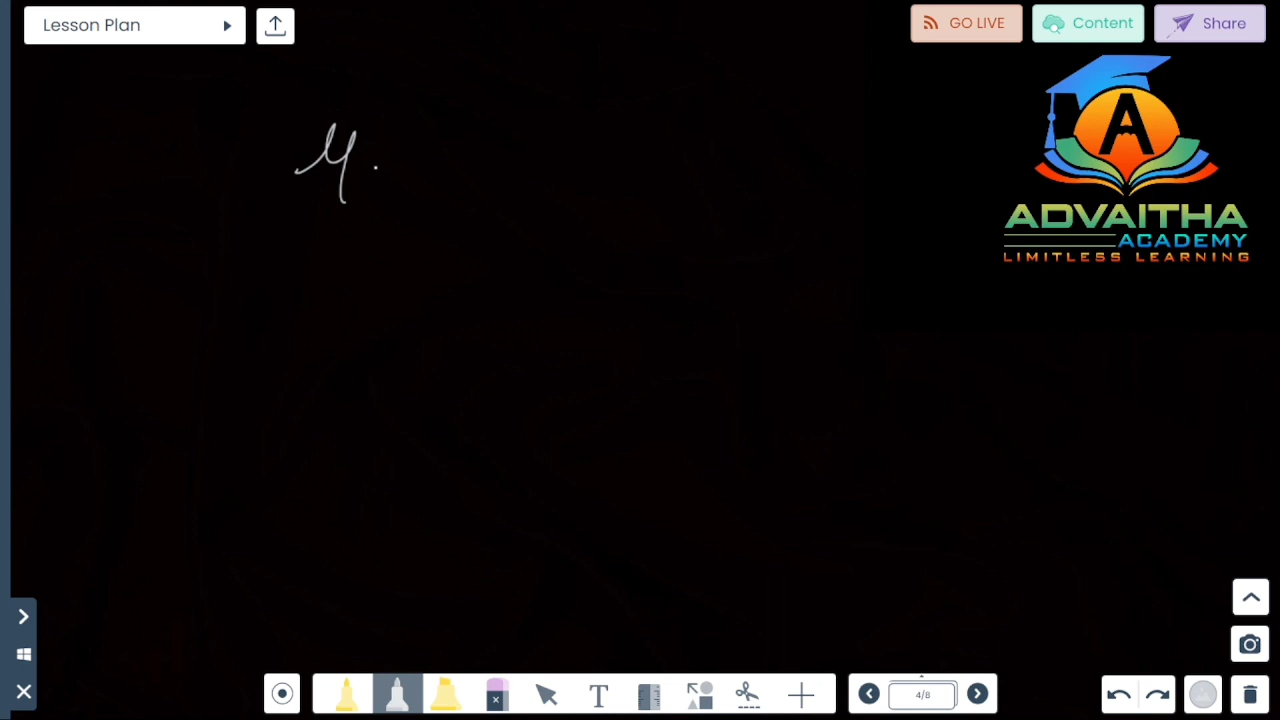 Lesson Plan
GO LIVE
Content
Share
A
ADVAITHA
ACADEMY
LIMITLESS LEARNING
4/8